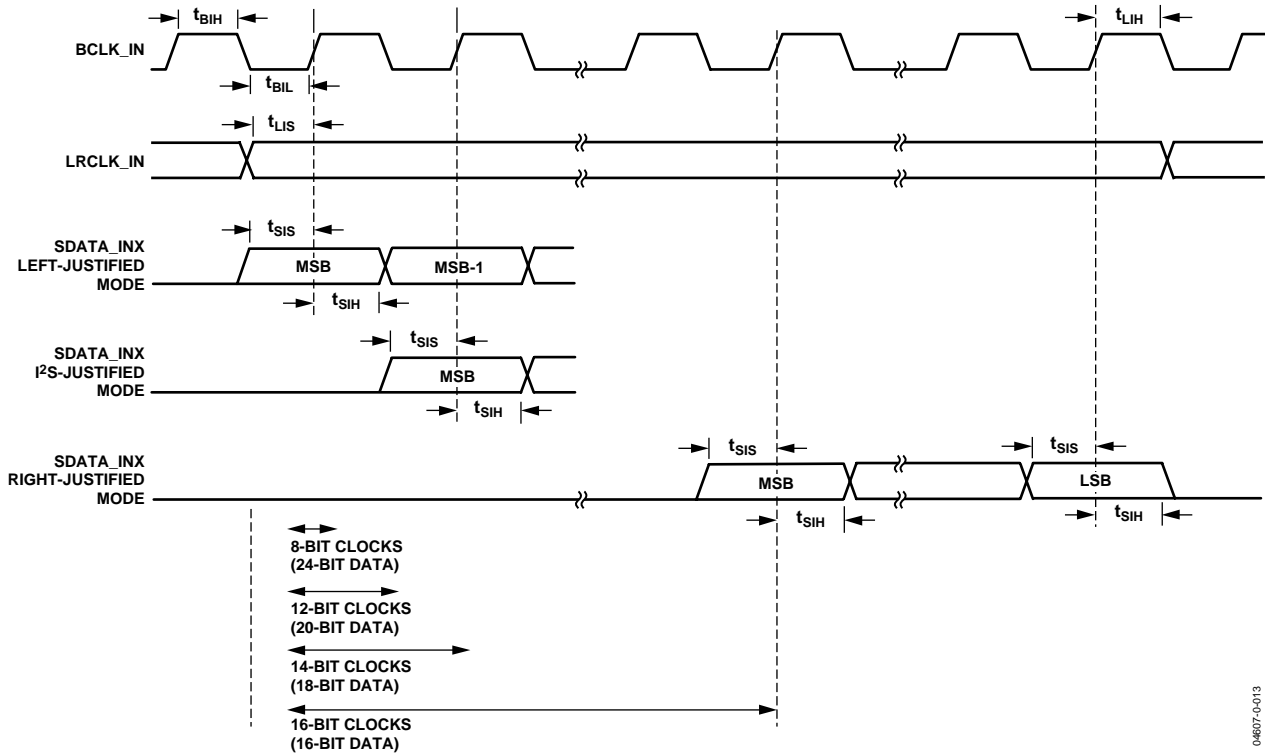 tBIH
tLIH
BCLK_IN
tBIL
tLIS
LRCLK_IN
tSIS
SDATA_INX
LEFT-JUSTIFIED
MODE
MSB
MSB-1
tSIH
tSIS
SDATA_INX
I²S-JUSTIFIED
MODE
MSB
tSIH
tSIS
tSIS
SDATA_INX
RIGHT-JUSTIFIED
MODE
MSB
LSB
tSIH
tSIH
8-BIT CLOCKS
(24-BIT DATA)
12-BIT CLOCKS
(20-BIT DATA)
14-BIT CLOCKS
(18-BIT DATA)
16-BIT CLOCKS
(16-BIT DATA)
04607-0-013